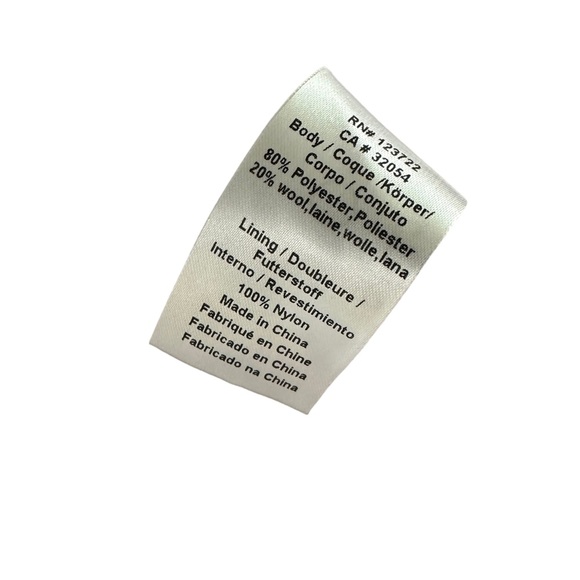 RN# 123722
CA # 32054
Body / Coque /Körper/
Corpo / Conjuto
80% Polyester,Poliester
20% wool,laine,wolle,lana
Lining / Doubleure /
Futterstoff
Interno / Revestimiento
100% Nylon
Made in China
Fabriqué en Chine
Fabricado en China
Fabricado na China